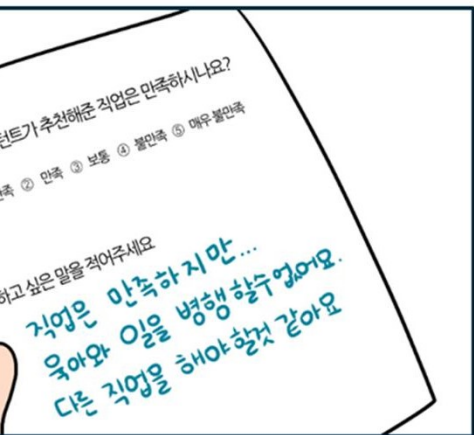 턴트가 추천해준 직업은 만족하시나요?
족 ② 만족 ③ 보통 ④ 불만족 ⑤ 매우불만족
하고 싶은 말을 적어주세요
직업은 만족하지만...
육아와 일을 병행할수없어요.
다른 직업을 해야할것 같아요